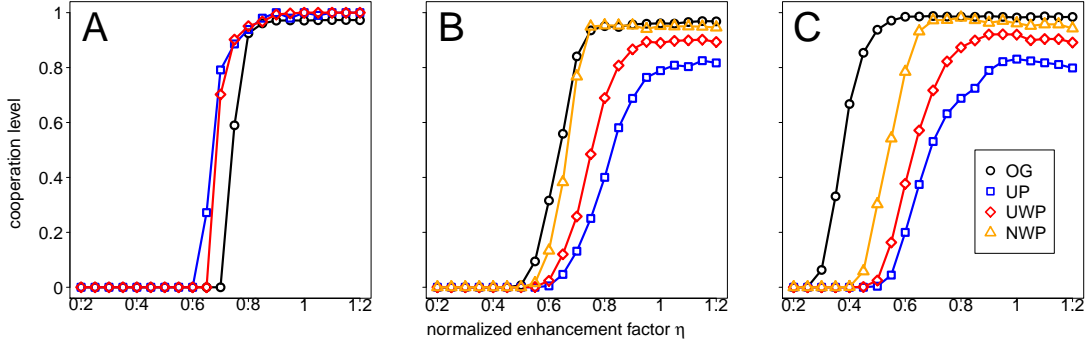 A
B
C
cooperation level
1
0.8
0.6
0.4
0.2
0
0.2 0.4 0.6 0.8 1 1.2
0.2 0.4 0.6 0.8 1 1.2
0.2 0.4 0.6 0.8 1 1.2
OG
UP
UWP
NWP
normalized enhancement factor η